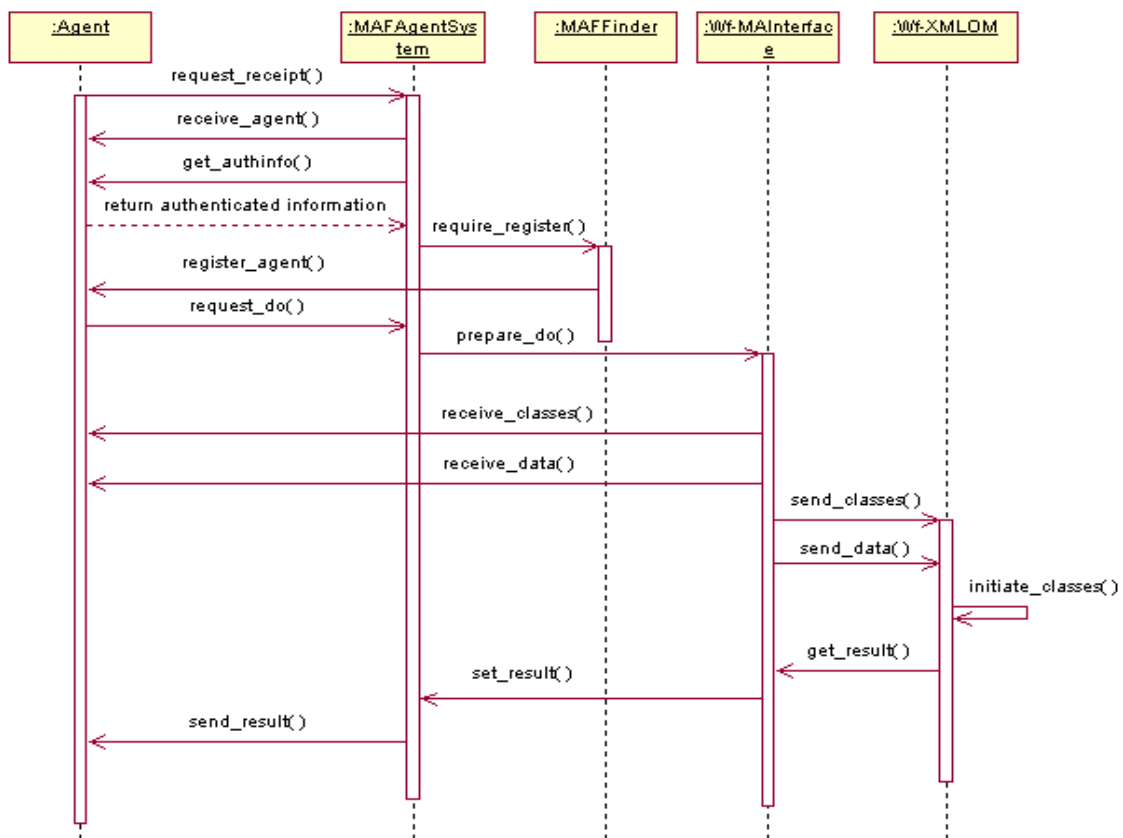 :Agent
:MAFAgentSys
tem
:MAFFinder
:Wf-MAInterfac
e
:Wf-XMLOM
request_receipt()
receive_agent()
get_authinfo()
return authenticated information
require_register()
register_agent()
request_do()
prepare_do()
receive_classes()
receive_data()
send_classes()
send_data()
initiate_classes()
get_result()
set_result()
send_result()